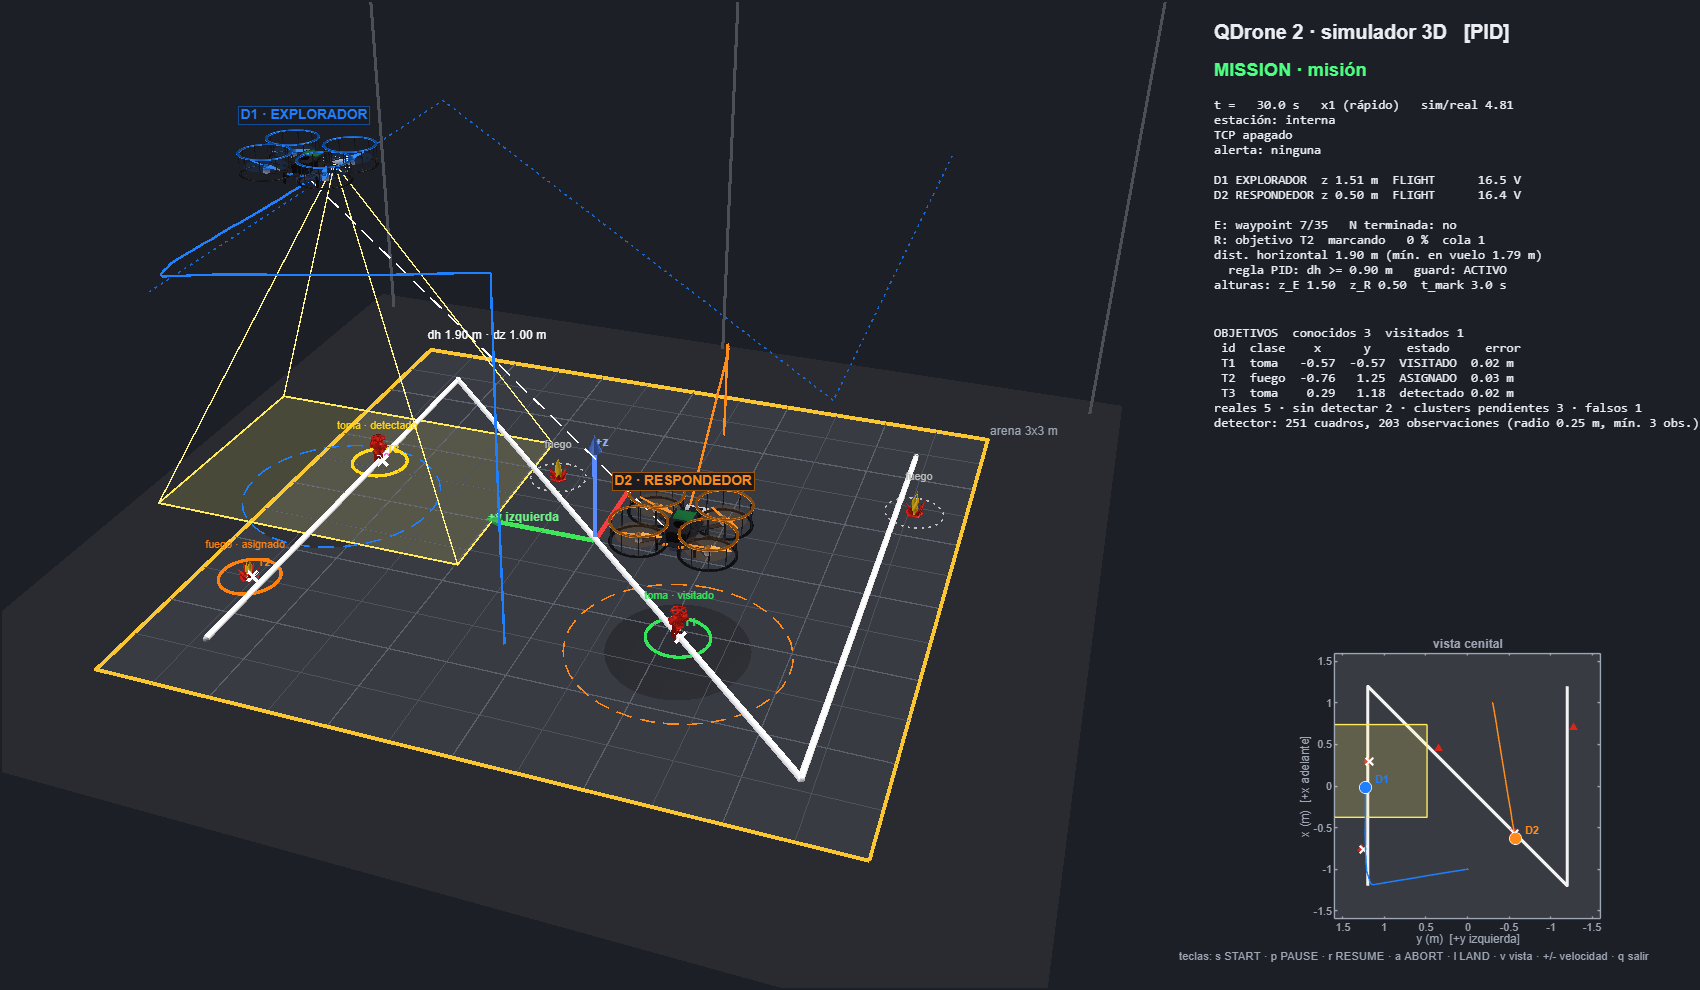 QDrone 2 · simulador 3D [PID]
MISSION · misión
t = 30.0 s x1 (rápido) sim/real 4.81
estación: interna
TCP apagado
alerta: ninguna
D1 EXPLORADOR z 1.51 m FLIGHT 16.5 V
D2 RESPONDEDOR z 0.50 m FLIGHT 16.4 V
E: waypoint 7/35 N terminada: no
R: objetivo T2 marcando 0 % cola 1
dist. horizontal 1.90 m (mín. en vuelo 1.79 m)
regla PID: dh >= 0.90 m guard: ACTIVO
alturas: z_E 1.50 z_R 0.50 t_mark 3.0 s
OBJETIVOS conocidos 3 visitados 1
id clase x y estado error
T1 toma -0.57 -0.57 VISITADO 0.02 m
T2 fuego -0.76 1.25 ASIGNADO 0.03 m
T3 toma 0.29 1.18 detectado 0.02 m
reales 5 · sin detectar 2 · clusters pendientes 3 · falsos 1
detector: 251 cuadros, 203 observaciones (radio 0.25 m, mín. 3 obs.)
D1 · EXPLORADOR
dh 1.90 m · dz 1.00 m
toma · detectado
fuego
+z
arena 3x3 m
D2 · RESPONDEDOR
fuego
+y izquierda
fuego · asignado
toma · visitado
vista cenital
1.5
1
0.5
0
-0.5
-1
-1.5
x (m) [+x adelante]
D1
D2
1.5 1 0.5 0 -0.5 -1 -1.5
y (m) [+y izquierda]
teclas: s START · p PAUSE · r RESUME · a ABORT · l LAND · v vista · +/- velocidad · q salir